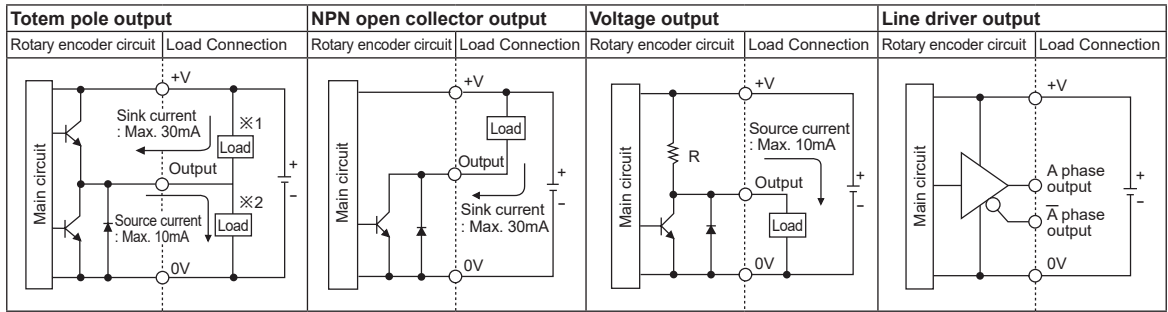 Totem pole output
NPN open collector output
Voltage output
Line driver output
Rotary encoder circuit
Load Connection
Rotary encoder circuit
Load Connection
Rotary encoder circuit
Load Connection
Rotary encoder circuit
Load Connection
Main circuit
+V
Sink current
: Max. 30mA
※1
Load
Output
+
-
※2
Source current
: Max. 10mA
Load
0V
Main circuit
+V
Load
Output
+
-
Sink current
: Max. 30mA
0V
Main circuit
+V
Source current
: Max. 10mA
R
Output
+
-
Load
0V
Main circuit
+V
A phase
output
+
-
A̅ phase
output
0V